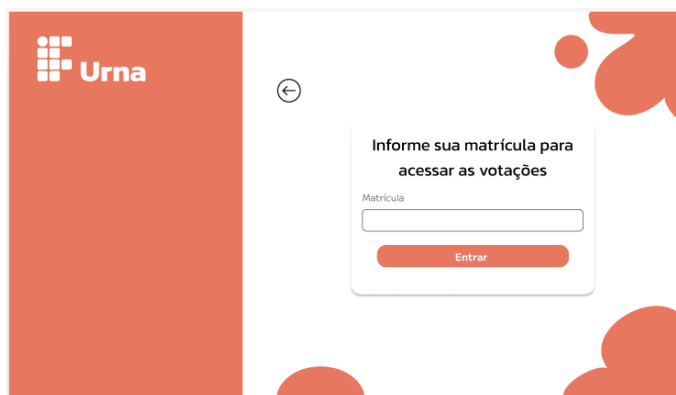 Urna
Informe sua matrícula para
acessar as votações
Matrícula
Entrar